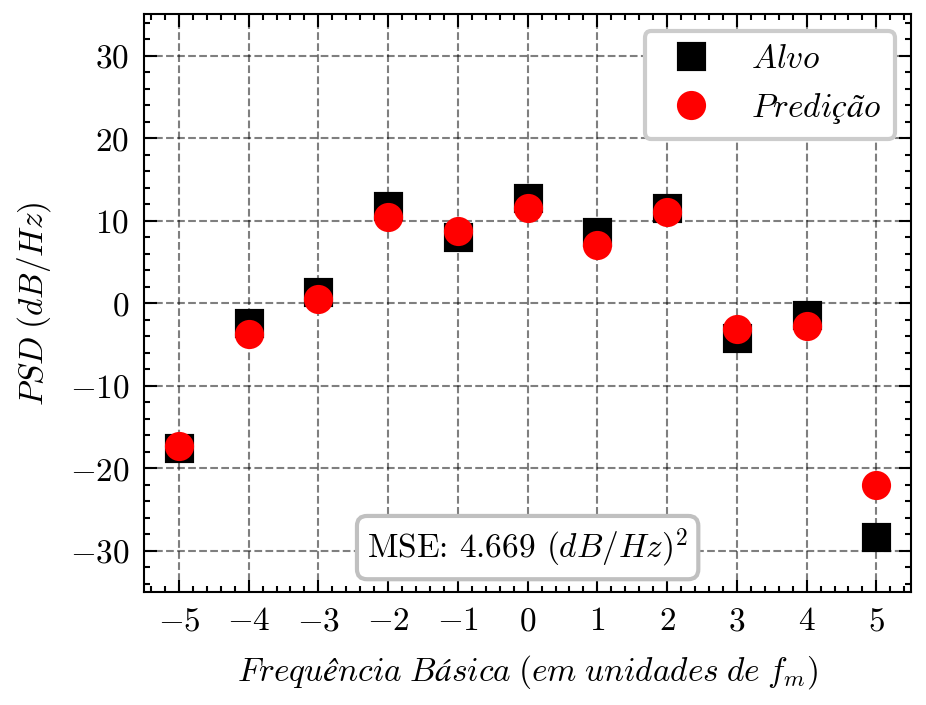 30
20
10
0
−10
−20
−30
PSD (dB/Hz)
Alvo
Predição
MSE: 4.669 (dB/Hz)²
−5 −4 −3 −2 −1 0 1 2 3 4 5
Frequência Básica (em unidades de fₘ)